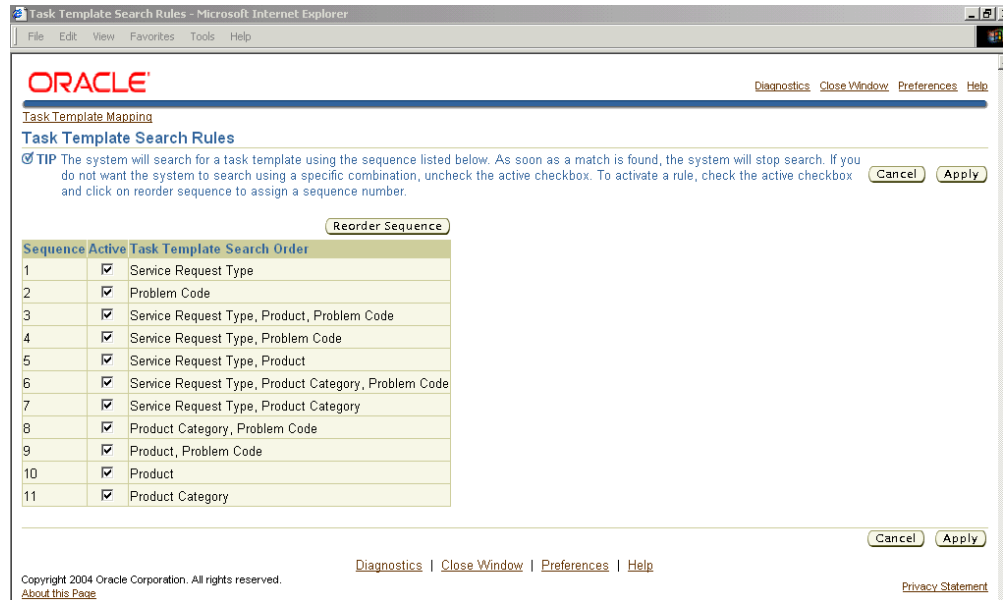 Task Template Search Rules - Microsoft Internet Explorer
File Edit View Favorites Tools Help
ORACLE
Diagnostics Close Window Preferences Help
Task Template Mapping
Task Template Search Rules
TIP The system will search for a task template using the sequence listed below. As soon as a match is found, the system will stop search. If you
do not want the system to search using a specific combination, uncheck the active checkbox. To activate a rule, check the active checkbox
and click on reorder sequence to assign a sequence number.
Cancel Apply
Reorder Sequence
Sequence Active Task Template Search Order
1 Service Request Type
2 Problem Code
3 Service Request Type, Product, Problem Code
4 Service Request Type, Problem Code
5 Service Request Type, Product
6 Service Request Type, Product Category, Problem Code
7 Service Request Type, Product Category
8 Product Category, Problem Code
9 Product, Problem Code
10 Product
11 Product Category
Cancel Apply
Diagnostics | Close Window | Preferences | Help
Copyright 2004 Oracle Corporation. All rights reserved.
About this Page
Privacy Statement